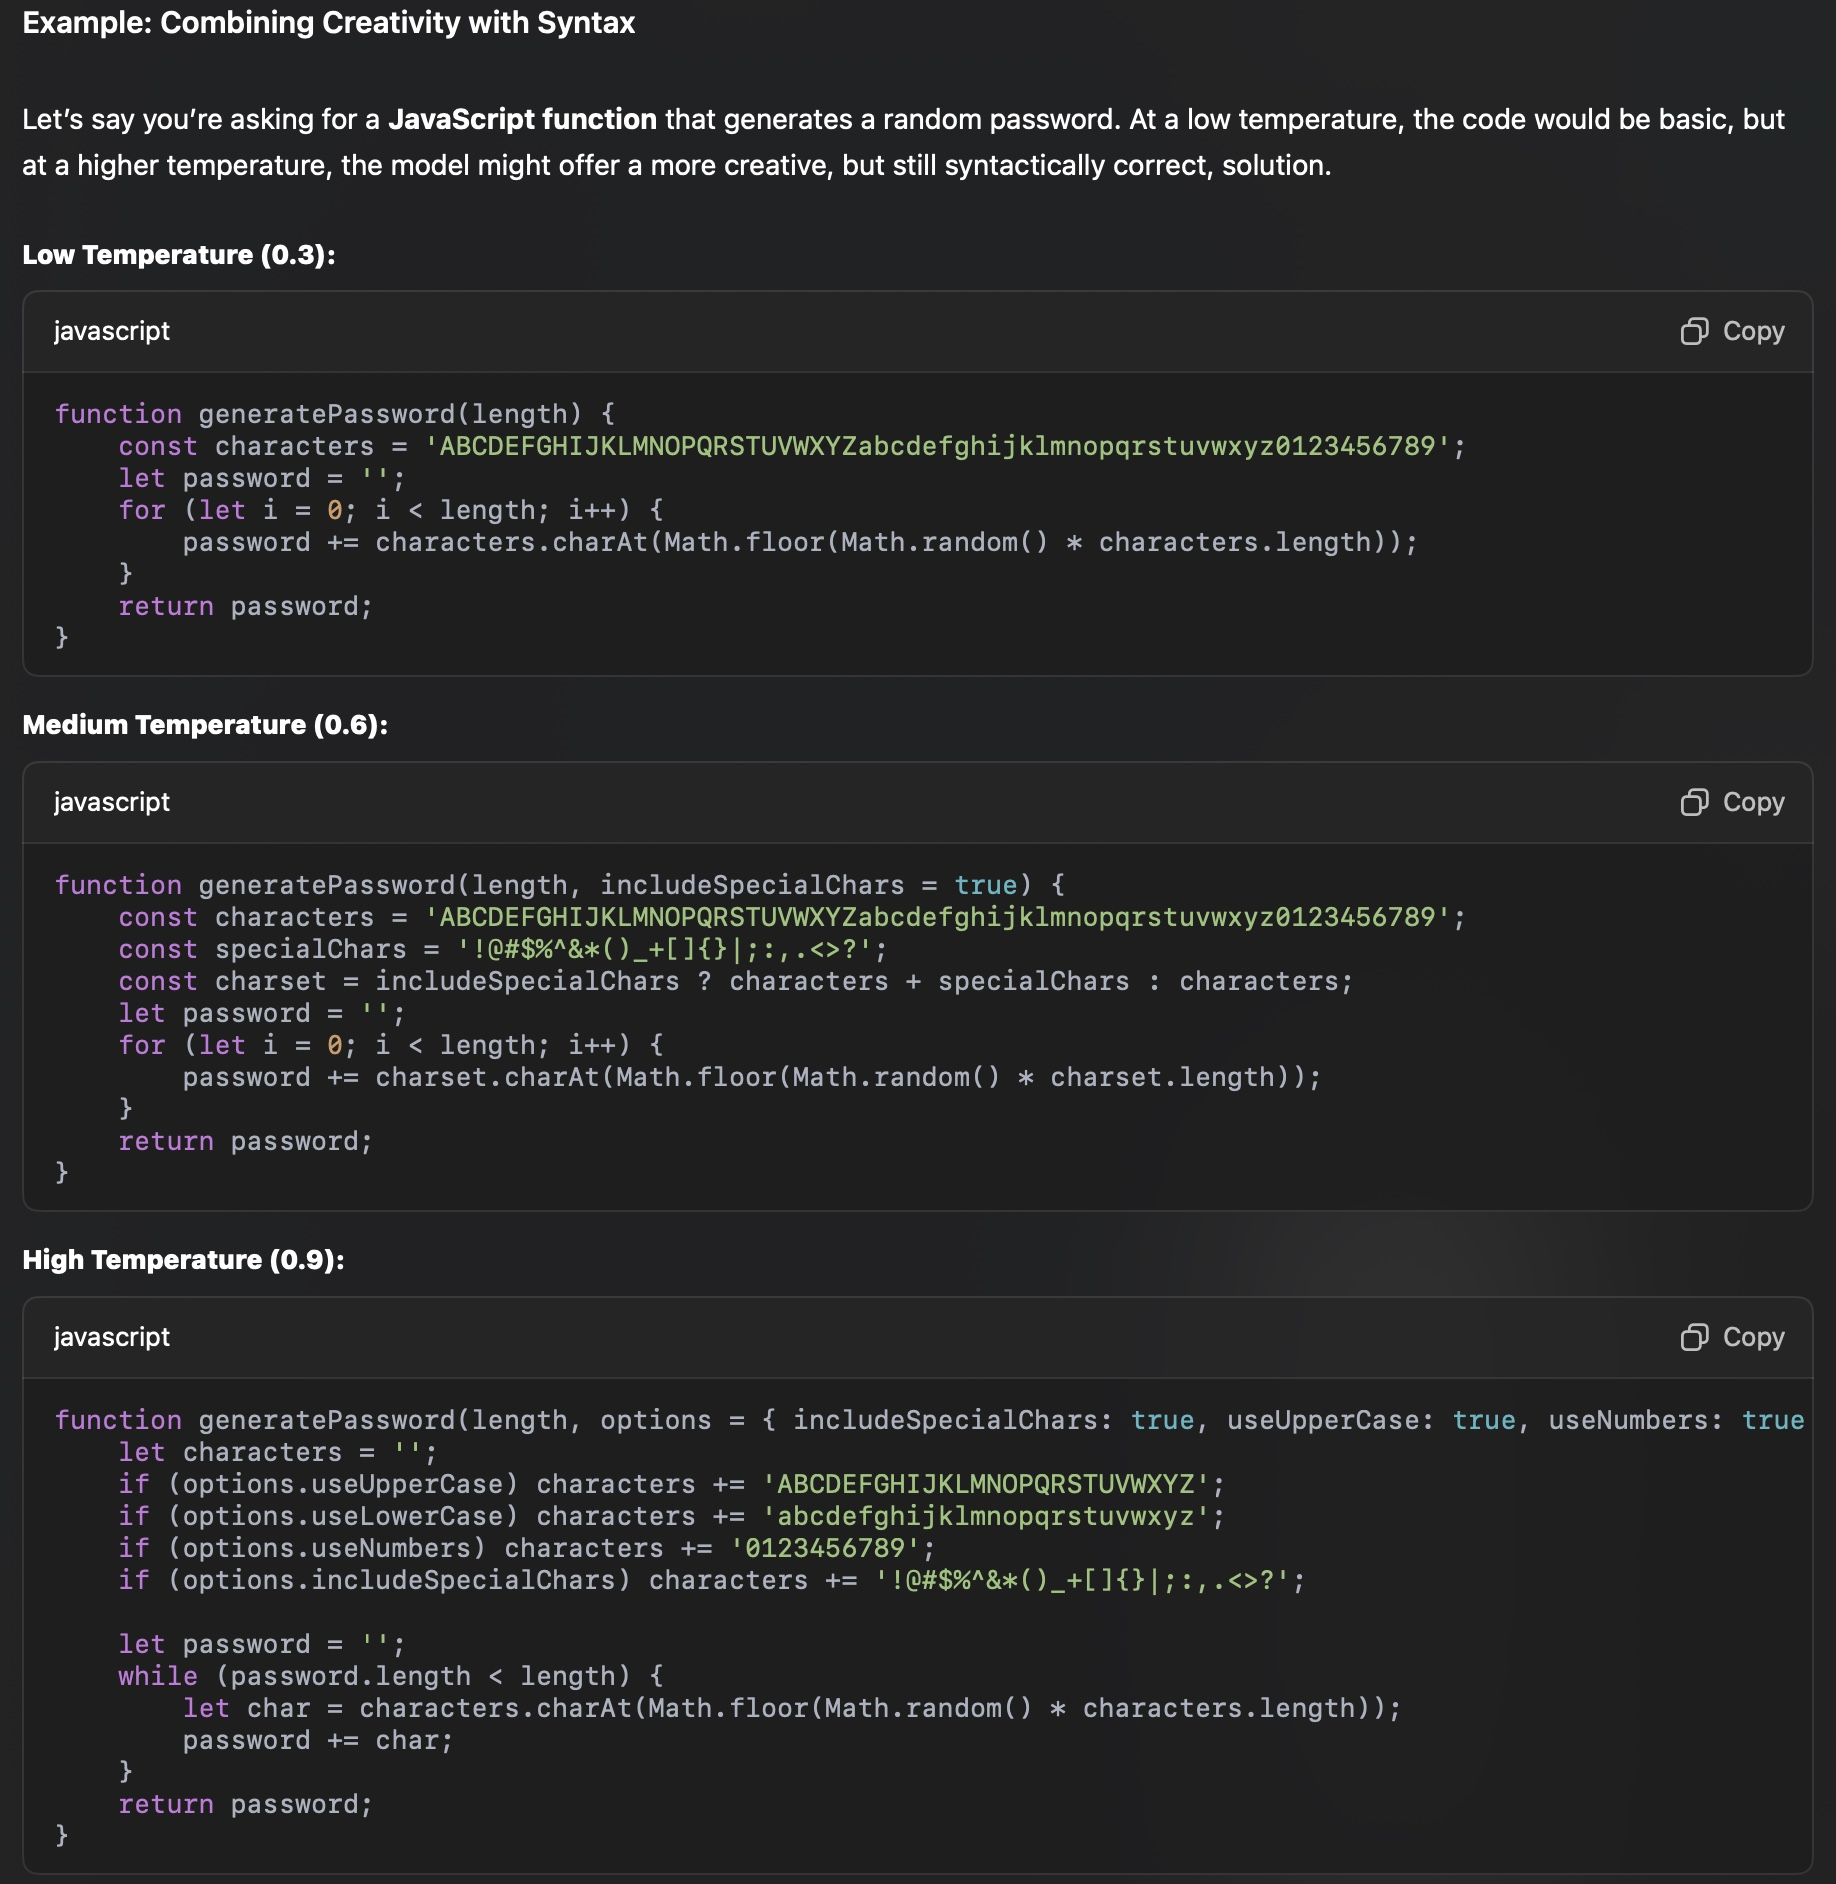 Example: Combining Creativity with Syntax
Let’s say you’re asking for a JavaScript function that generates a random password. At a low temperature, the code would be basic, but
at a higher temperature, the model might offer a more creative, but still syntactically correct, solution.
Low Temperature (0.3):
javascript
Copy
function generatePassword(length) {
    const characters = 'ABCDEFGHIJKLMNOPQRSTUVWXYZabcdefghijklmnopqrstuvwxyz0123456789';
    let password = '';
    for (let i = 0; i < length; i++) {
        password += characters.charAt(Math.floor(Math.random() * characters.length));
    }
    return password;
}
Medium Temperature (0.6):
javascript
Copy
function generatePassword(length, includeSpecialChars = true) {
    const characters = 'ABCDEFGHIJKLMNOPQRSTUVWXYZabcdefghijklmnopqrstuvwxyz0123456789';
    const specialChars = '!@#$%^&*()_+[]{}|;:,.<>?';
    const charset = includeSpecialChars ? characters + specialChars : characters;
    let password = '';
    for (let i = 0; i < length; i++) {
        password += charset.charAt(Math.floor(Math.random() * charset.length));
    }
    return password;
}
High Temperature (0.9):
javascript
Copy
function generatePassword(length, options = { includeSpecialChars: true, useUpperCase: true, useNumbers: true
    let characters = '';
    if (options.useUpperCase) characters += 'ABCDEFGHIJKLMNOPQRSTUVWXYZ';
    if (options.useLowerCase) characters += 'abcdefghijklmnopqrstuvwxyz';
    if (options.useNumbers) characters += '0123456789';
    if (options.includeSpecialChars) characters += '!@#$%^&*()_+[]{}|;:,.<>?';
    let password = '';
    while (password.length < length) {
        let char = characters.charAt(Math.floor(Math.random() * characters.length));
        password += char;
    }
    return password;
}